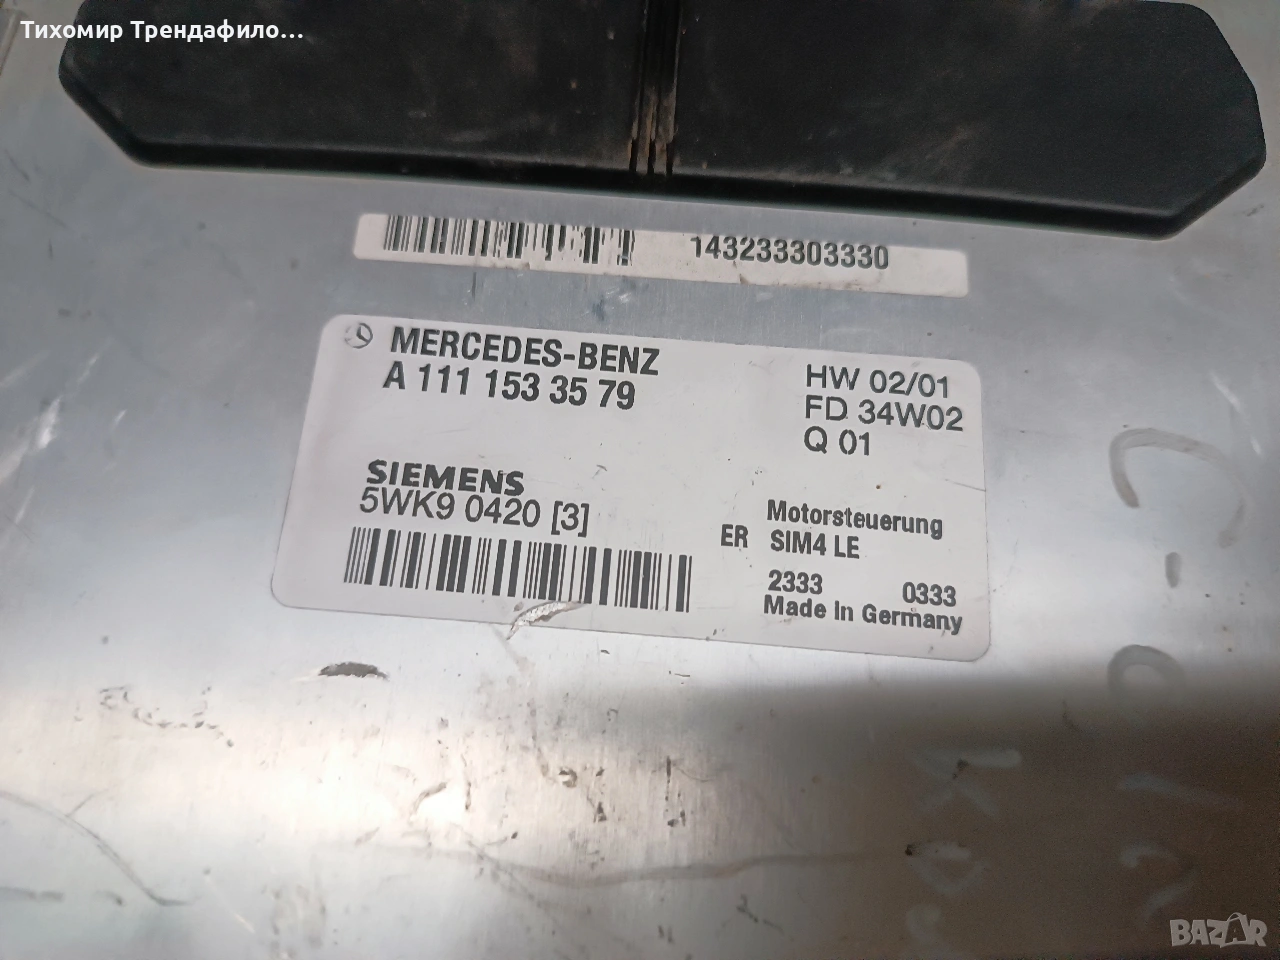 Тихомир Трендафило...
143233303330
MERCEDES-BENZ
A 111 153 35 79
HW 02/01
FD 34W02
Q 01
SIEMENS
5WK9 0420 [3]
Motorsteuerung
ER SIM4 LE
2333 0333
Made in Germany
BAZAR